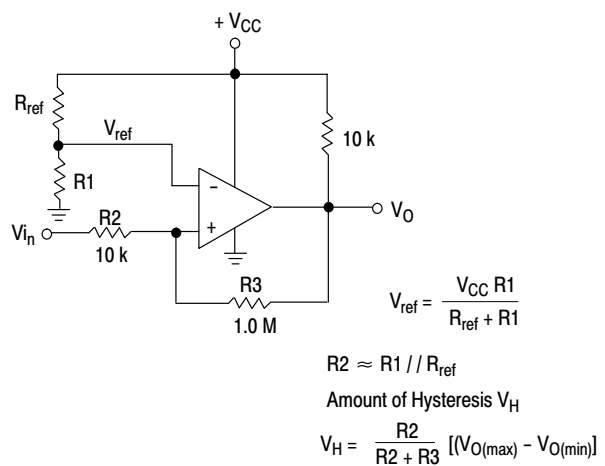 + VCC
Rref
Vref
10 k
R1
–
+
VO
Vin
R2
10 k
R3
1.0 M
Vref = VCC R1 / Rref + R1
R2 ≈ R1 // Rref
Amount of Hysteresis VH
VH = R2 / R2 + R3 [(VO(max) – VO(min)]